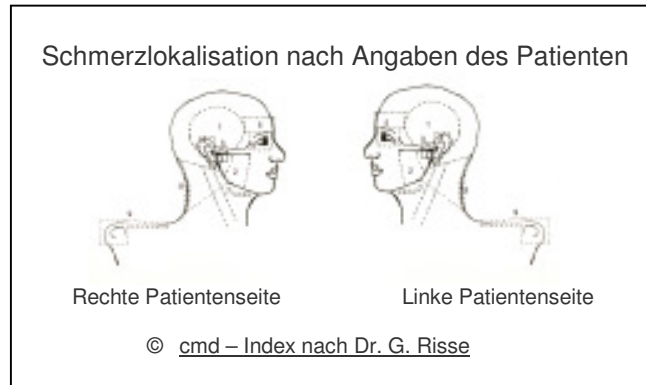 Schmerzlokalisation nach Angaben des Patienten
Rechte Patientenseite Linke Patientenseite
© cmd – Index nach Dr. G. Risse